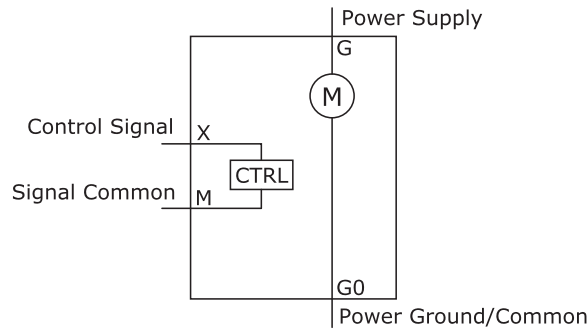 Power Supply
G
M
Control Signal
X
CTRL
Signal Common
M
G0
Power Ground/Common